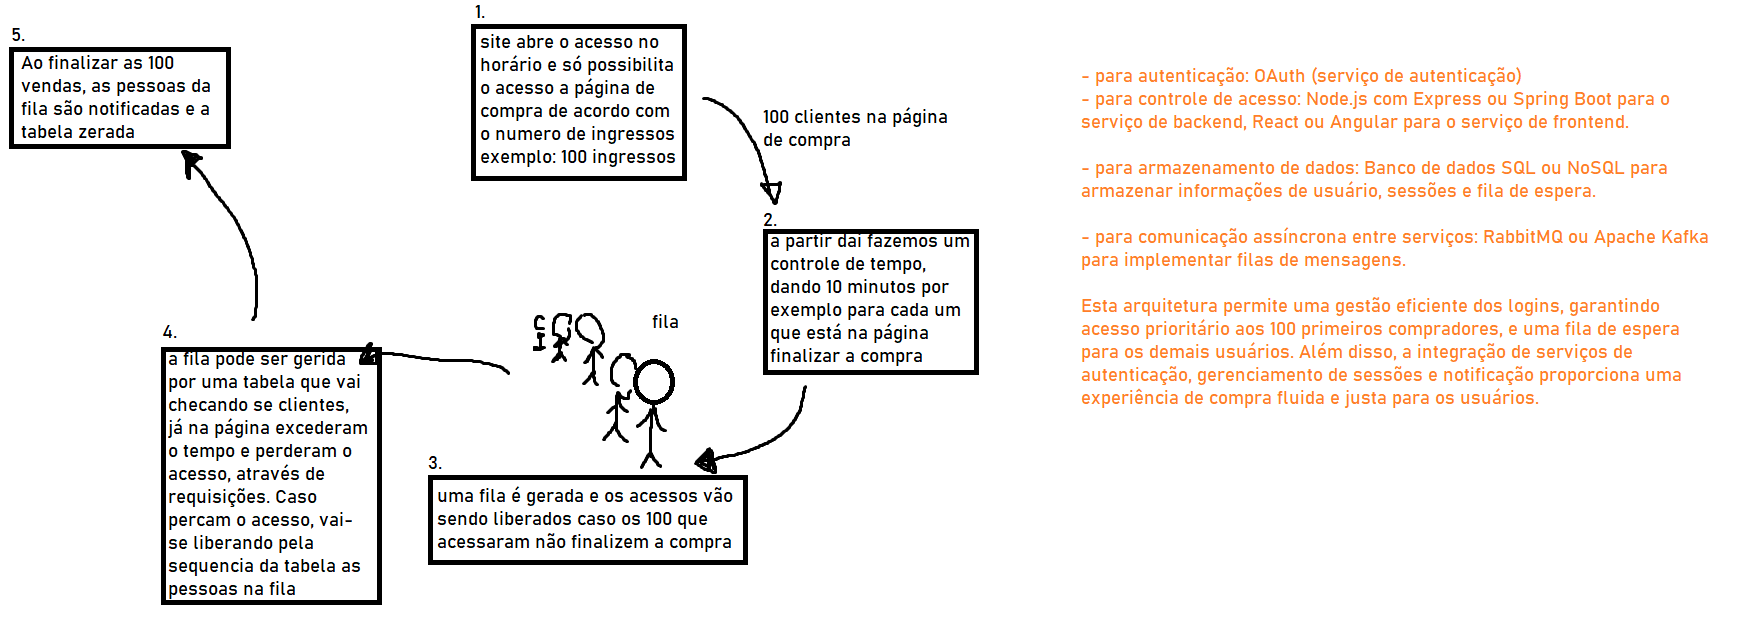 1.
site abre o acesso no
horário e só possibilita
o acesso a página de
compra de acordo com
o numero de ingressos
exemplo: 100 ingressos
100 clientes na página
de compra
2.
a partir daí fazemos um
controle de tempo,
dando 10 minutos por
exemplo para cada um
que está na página
finalizar a compra
fila
3.
uma fila é gerada e os acessos vão
sendo liberados caso os 100 que
acessaram não finalizem a compra
4.
a fila pode ser gerida
por uma tabela que vai
checando se clientes,
já na página excederam
o tempo e perderam o
acesso, através de
requisições. Caso
percam o acesso, vai-
se liberando pela
sequencia da tabela as
pessoas na fila
5.
Ao finalizar as 100
vendas, as pessoas da
fila são notificadas e a
tabela zerada
- para autenticação: OAuth (serviço de autenticação)
- para controle de acesso: Node.js com Express ou Spring Boot para o
serviço de backend, React ou Angular para o serviço de frontend.
- para armazenamento de dados: Banco de dados SQL ou NoSQL para
armazenar informações de usuário, sessões e fila de espera.
- para comunicação assíncrona entre serviços: RabbitMQ ou Apache Kafka
para implementar filas de mensagens.
Esta arquitetura permite uma gestão eficiente dos logins, garantindo
acesso prioritário aos 100 primeiros compradores, e uma fila de espera
para os demais usuários. Além disso, a integração de serviços de
autenticação, gerenciamento de sessões e notificação proporciona uma
experiência de compra fluida e justa para os usuários.